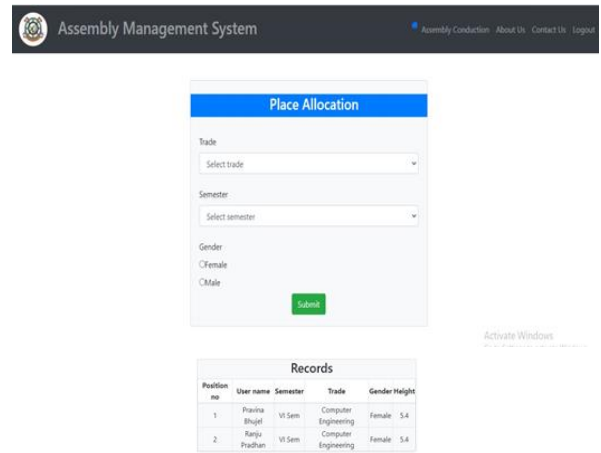 Assembly Management System
Assembly Conduction About Us Contact Us Logout
Place Allocation
Trade
Select trade
Semester
Select semester
Gender
Female
Male
Submit
Activate Windows
Records
Position no User name Semester Trade Gender Height
1 Pravina Bhujel VI Sem Computer Engineering Female 5.4
2 Ranju Pradhan VI Sem Computer Engineering Female 5.4